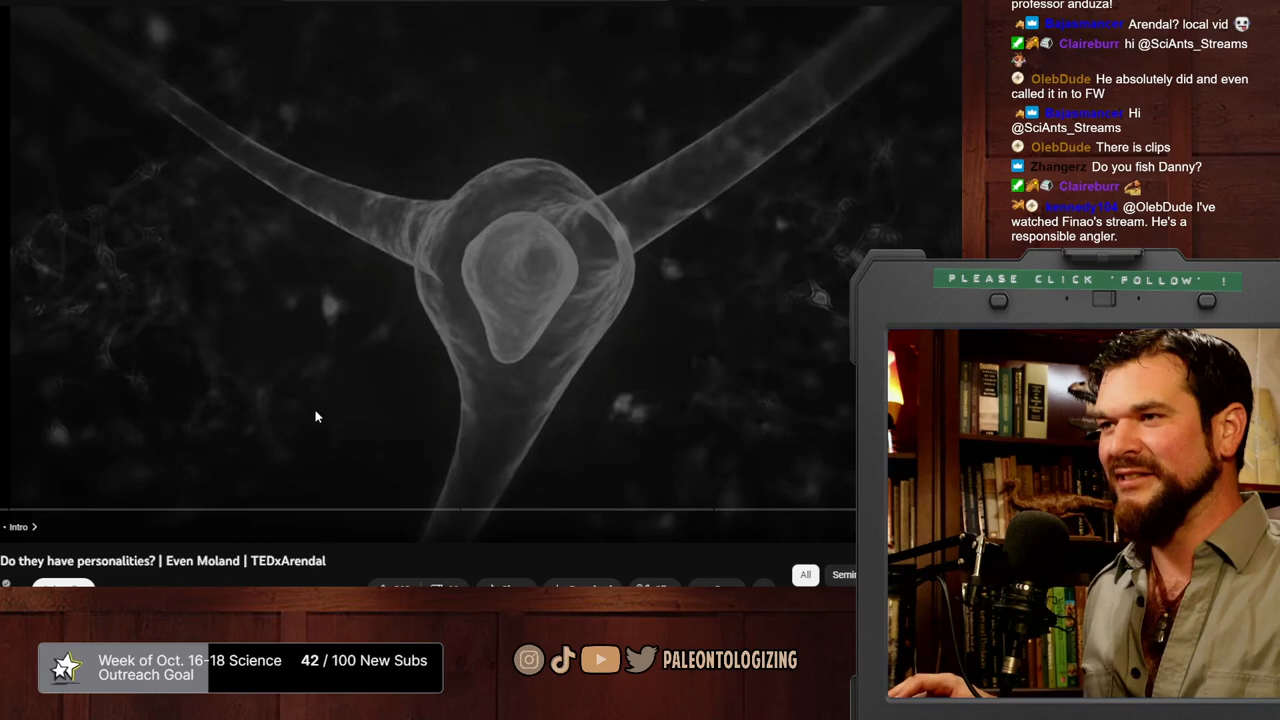 professor anduza!
Arendal? local vid
Claireburr hi @SciAnts_Streams
OlebDude He absolutely did and even
called it in to FW
Hi
@SciAnts_Streams
OlebDude There is clips
Zhangerz Do you fish Danny?
Claireburr
@OlebDude I've
watched Finao's stream. He's a
responsible angler.
PLEASE CLICK "FOLLOW" !
• Intro >
Do they have personalities? | Even Moland | TEDxArendal
All
Semin
Week of Oct. 16-18 Science
Outreach Goal
42 / 100 New Subs
PALEONTOLOGIZING